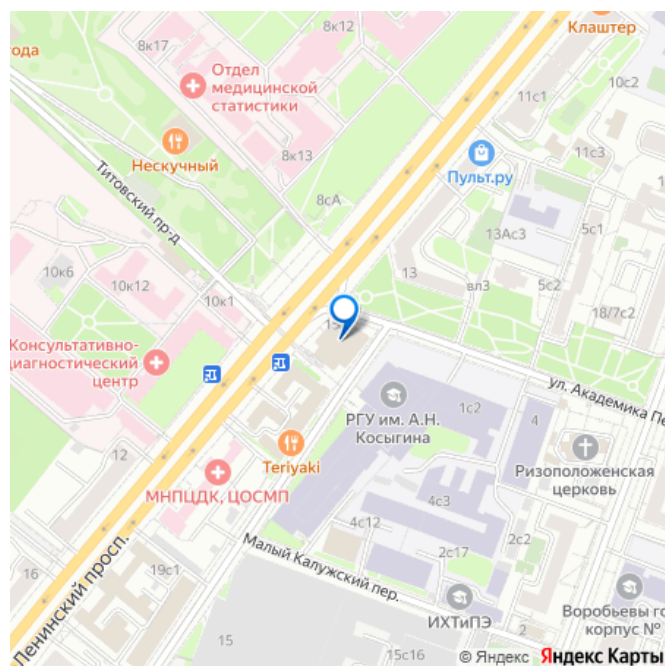 8к12
Клаштер
8к17
года
Отдел
медицинской
статистики
10с2
11с1
8к13
Нескучный
11с3
Пульт.ру
Титовский пр-д
8сА
13Ас3
5с1
10к6
13
вл3
5с2
10к12
10к1
18/7с2
15
Консультативно-
диагностический
центр
ул. Академика Пе
РГУ им. А.Н.
Косыгина
1с2
4
Teriyaki
12
Ризоположенская
церковь
МНПЦДК, ЦОСМП
4с3
4с12
2с2
Малый Калужский пер.
2с17
Ленинский просп.
16
19с1
ИХТиПЭ
Воробьевы го
корпус №
15
15с16
© Яндекс Яндекс Карты